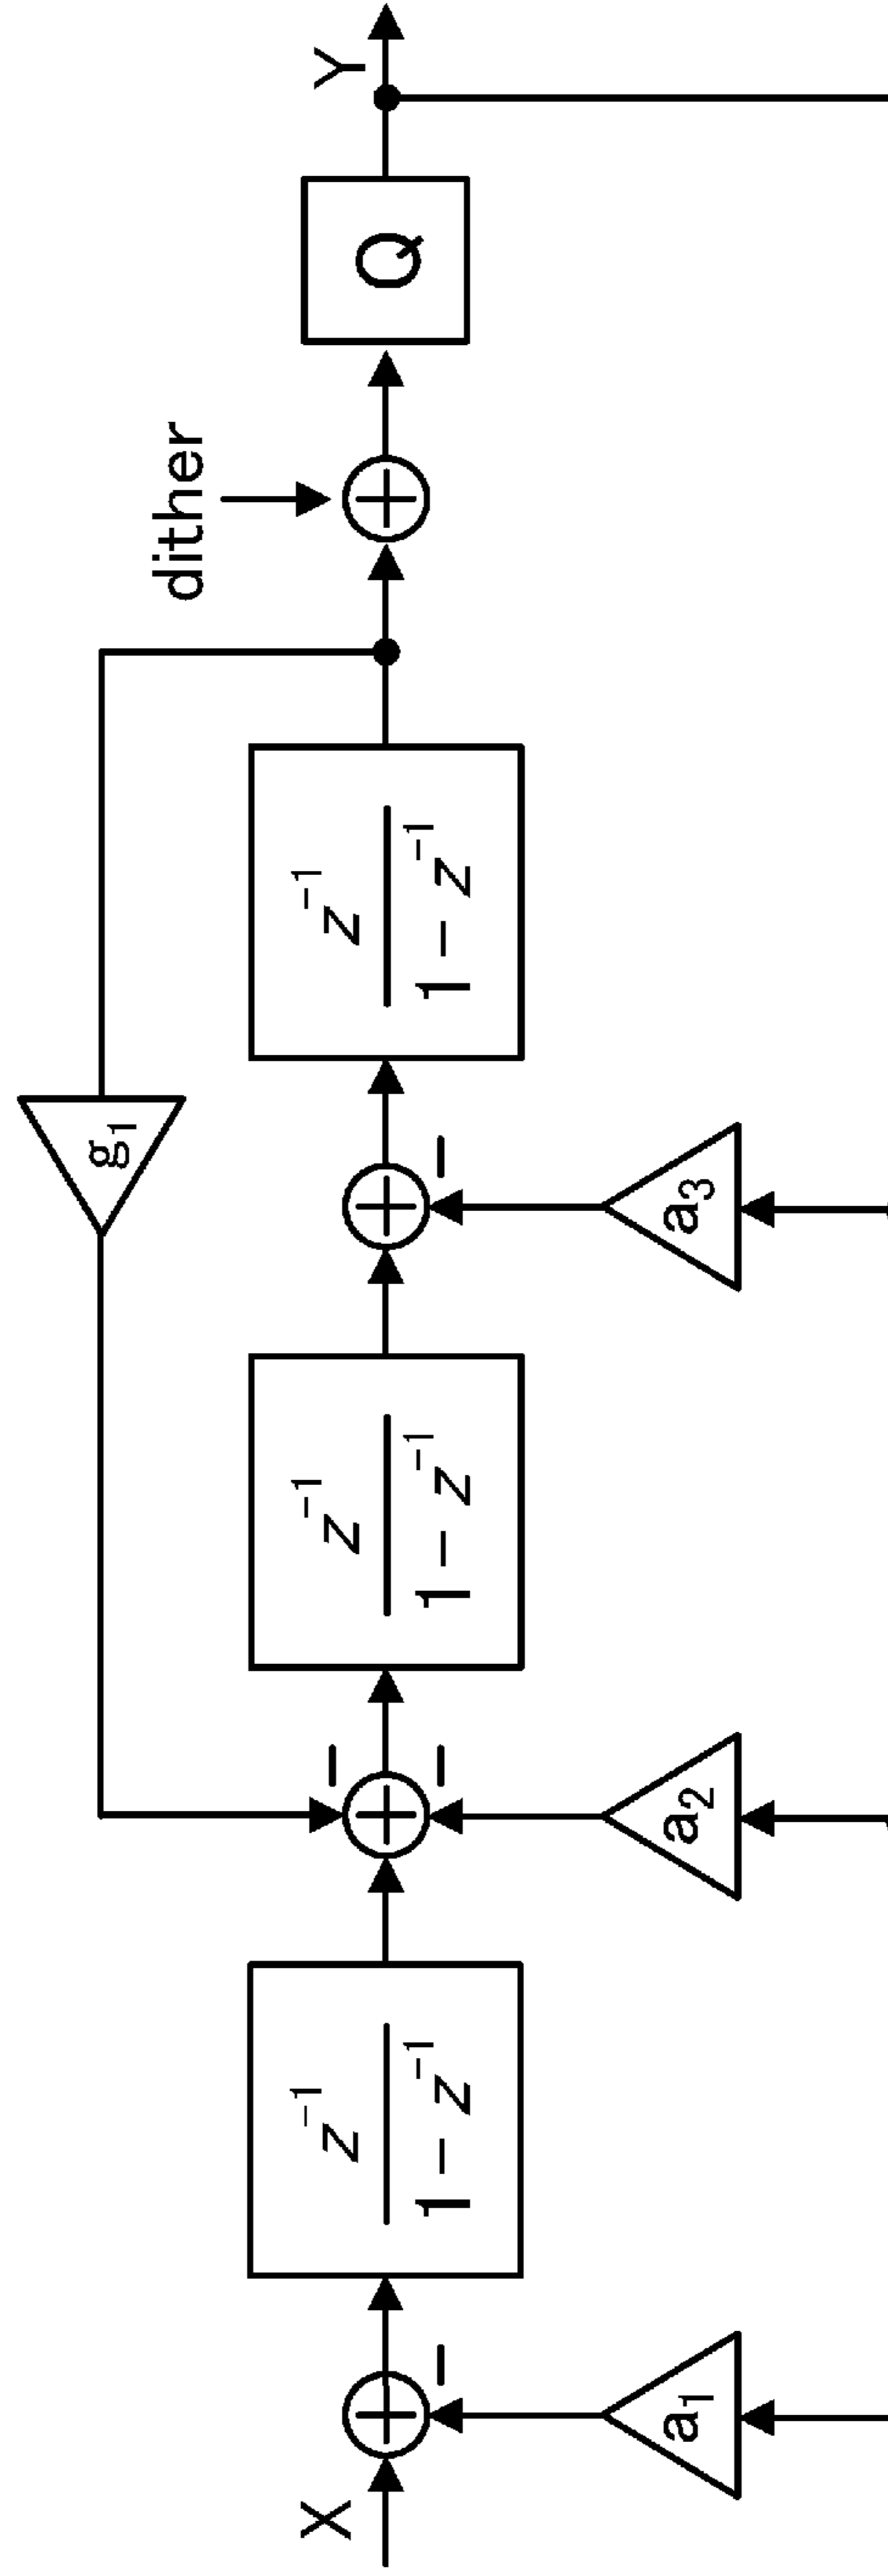 g₁
dither
X
z⁻¹
1 − z⁻¹
z⁻¹
1 − z⁻¹
z⁻¹
1 − z⁻¹
Q
Y
a₁
a₂
a₃